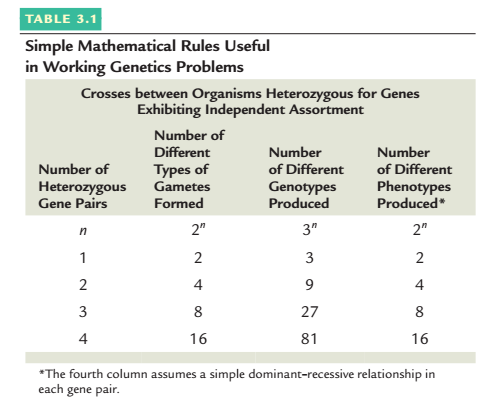 TABLE 3.1
Simple Mathematical Rules Useful
in Working Genetics Problems
Crosses between Organisms Heterozygous for Genes
Exhibiting Independent Assortment
Number of Heterozygous Gene Pairs | Number of Different Types of Gametes Formed | Number of Different Genotypes Produced | Number of Different Phenotypes Produced*
n 2ⁿ 3ⁿ 2ⁿ
1 2 3 2
2 4 9 4
3 8 27 8
4 16 81 16
*The fourth column assumes a simple dominant–recessive relationship in
each gene pair.